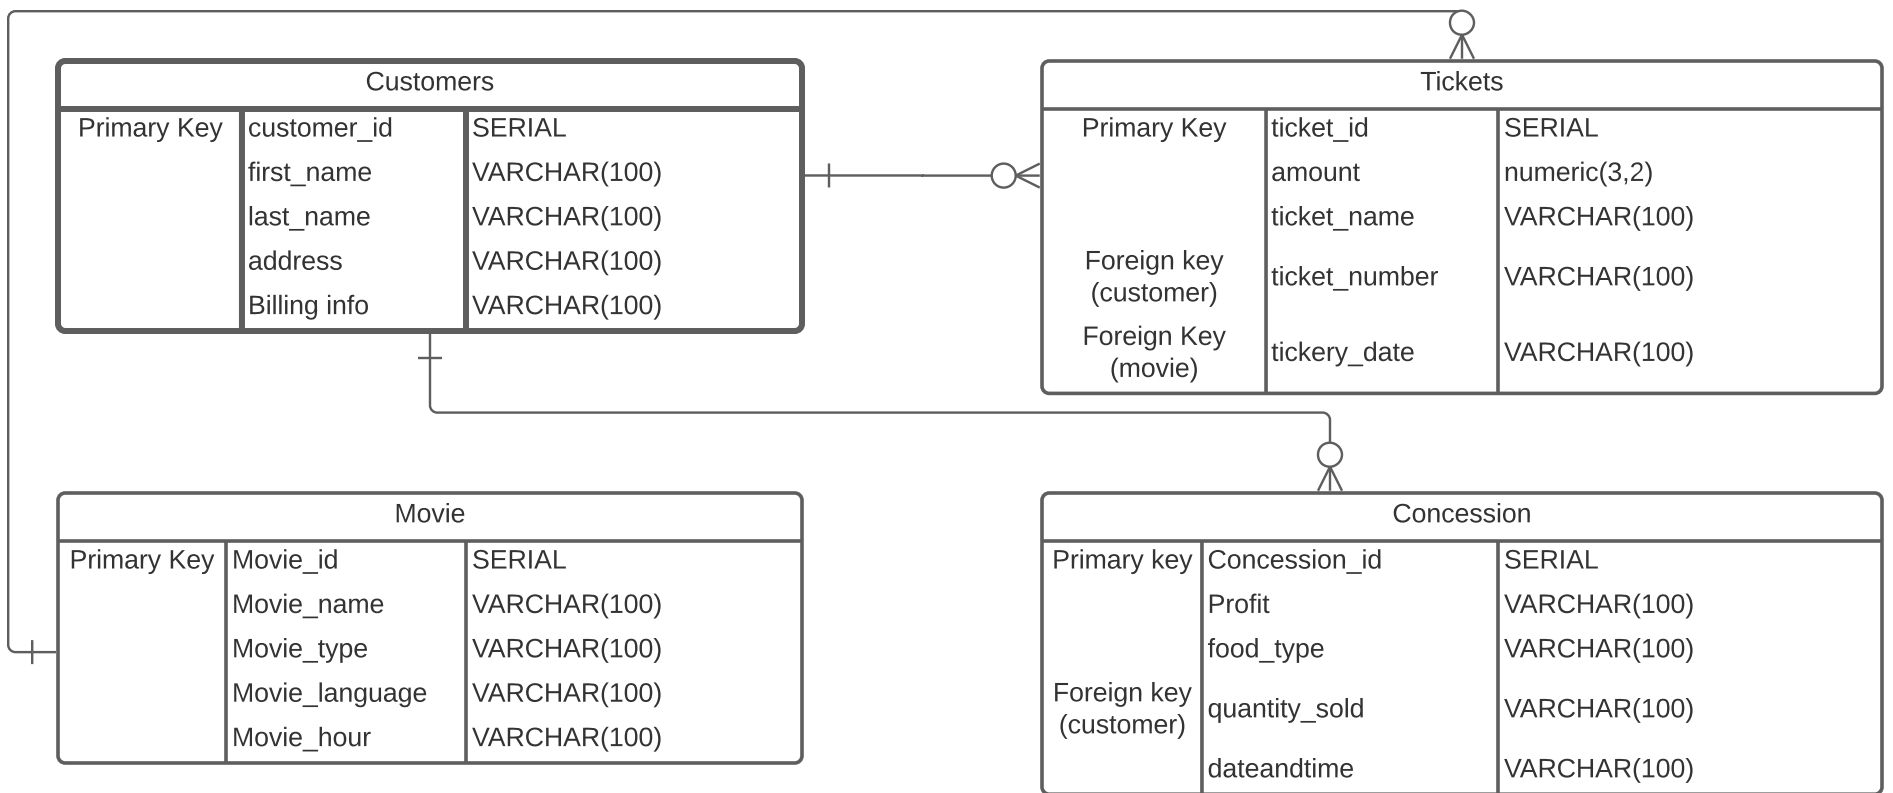 Customers
Primary Key customer_id SERIAL
first_name VARCHAR(100)
last_name VARCHAR(100)
address VARCHAR(100)
Billing info VARCHAR(100)
Tickets
Primary Key ticket_id SERIAL
amount numeric(3,2)
ticket_name VARCHAR(100)
Foreign key
(customer) ticket_number VARCHAR(100)
Foreign Key
(movie) tickery_date VARCHAR(100)
Movie
Primary Key Movie_id SERIAL
Movie_name VARCHAR(100)
Movie_type VARCHAR(100)
Movie_language VARCHAR(100)
Movie_hour VARCHAR(100)
Concession
Primary key Concession_id SERIAL
Profit VARCHAR(100)
food_type VARCHAR(100)
Foreign key
(customer) quantity_sold VARCHAR(100)
dateandtime VARCHAR(100)